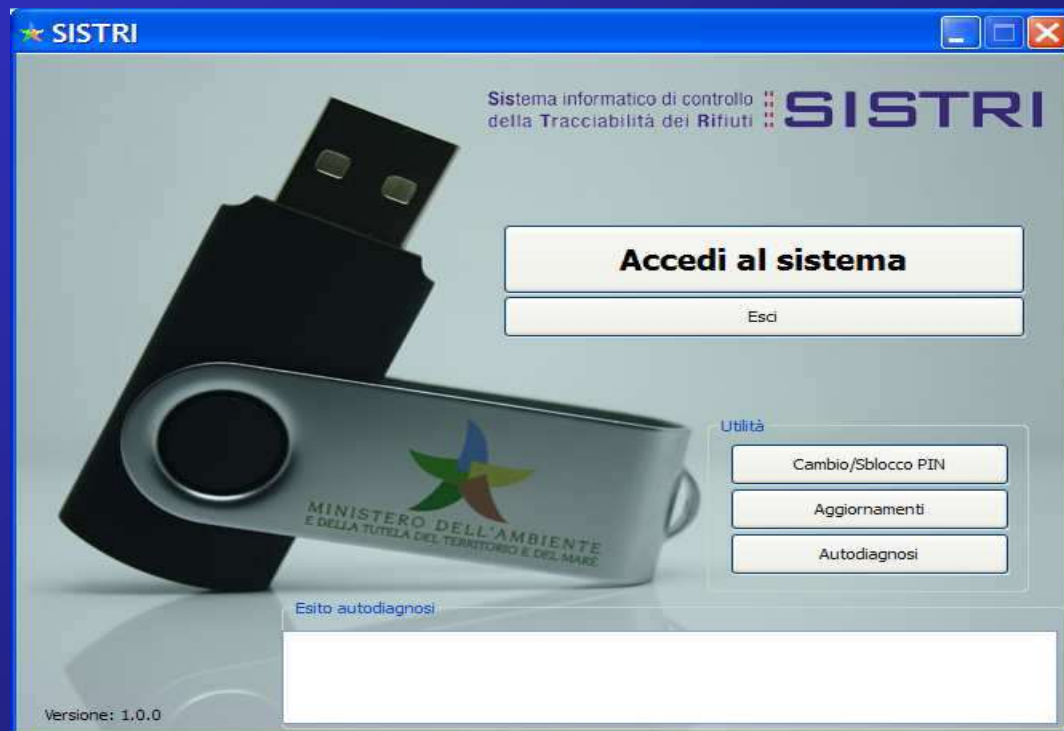 SISTRI
Sistema informatico di controllo
della Tracciabilità dei Rifiuti
SISTRI
Accedi al sistema
Esci
Utilità
Cambio/Sblocco PIN
Aggiornamenti
Autodiagnosi
MINISTERO DELL'AMBIENTE
E DELLA TUTELA DEL TERRITORIO E DEL MARE
Esito autodiagnosi
Versione: 1.0.0